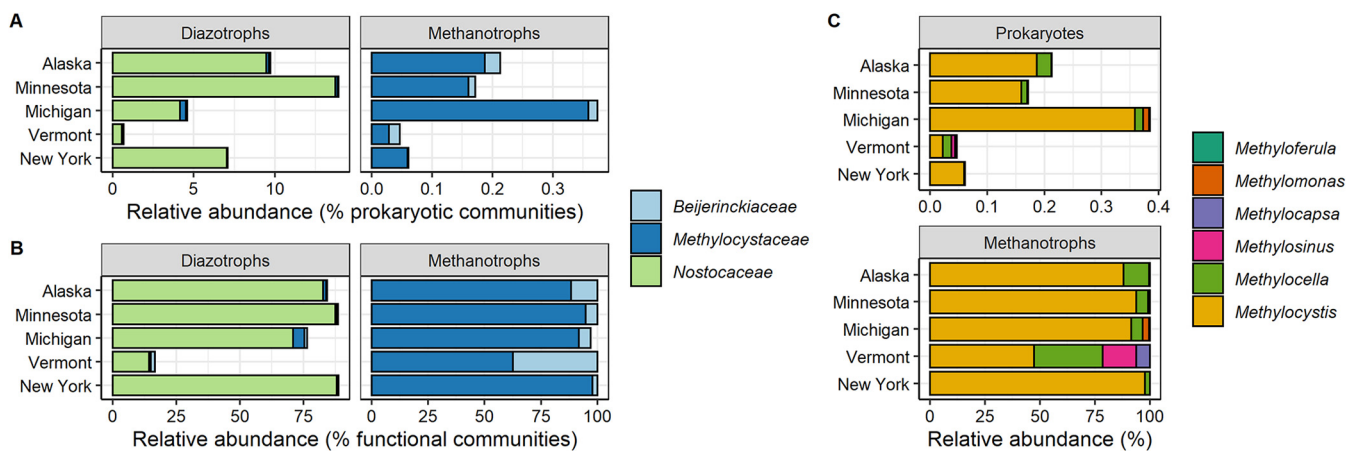 A
Diazotrophs
Methanotrophs
Alaska
Minnesota
Michigan
Vermont
New York
0
5
10
0.0
0.1
0.2
0.3
Relative abundance (% prokaryotic communities)
B
Diazotrophs
Methanotrophs
Alaska
Minnesota
Michigan
Vermont
New York
0
25
50
75
0
25
50
75
100
Relative abundance (% functional communities)
Beijerinckiaceae
Methylocystaceae
Nostocaceae
C
Prokaryotes
Alaska
Minnesota
Michigan
Vermont
New York
0.0
0.1
0.2
0.3
0.4
Methanotrophs
Alaska
Minnesota
Michigan
Vermont
New York
0
25
50
75
100
Relative abundance (%)
Methyloferula
Methylomonas
Methylocapsa
Methylosinus
Methylocella
Methylocystis